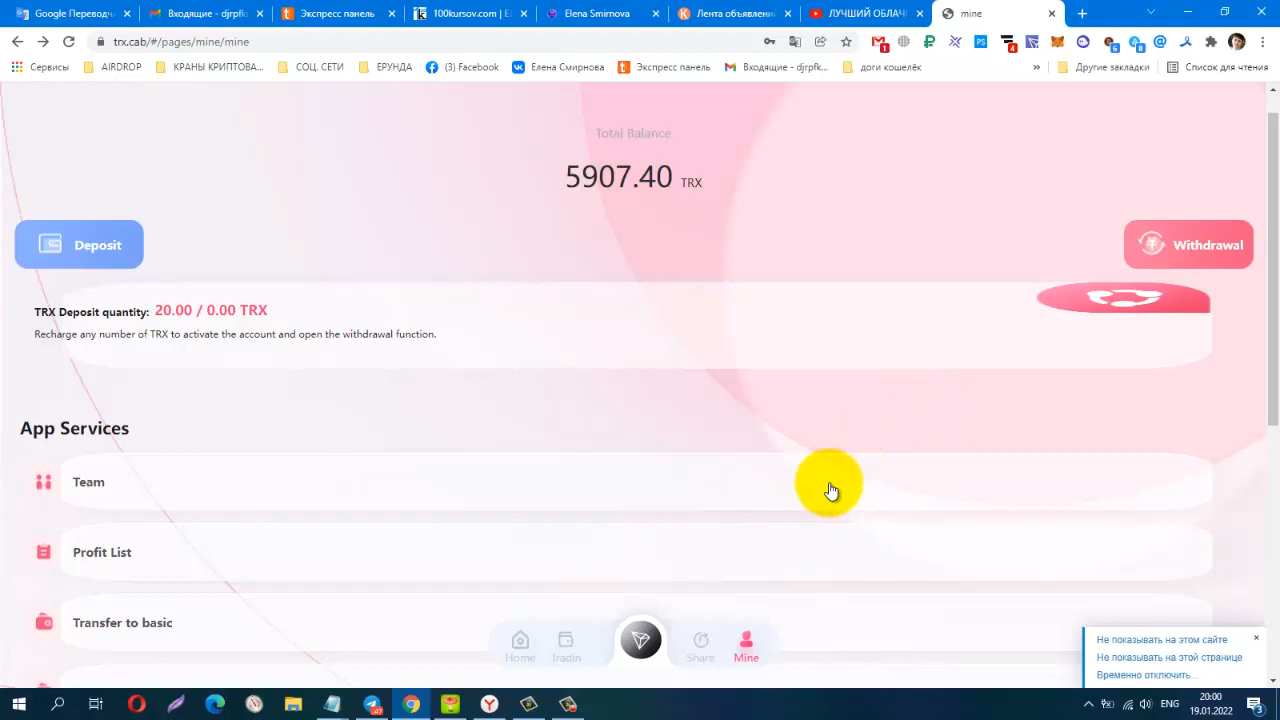 Google Переводч
Входящие - djrpfk
Экспресс панель
100kursov.com | Ел
Elena Smirnova
Лента объявлени
ЛУЧШИЙ ОБЛАЧ
mine
trx.cab/#/pages/mine/mine
Сервисы
AIRDROP
КРАНЫ КРИПТОВА...
СОЦ. СЕТИ
ЕРУНДА
(3) Facebook
Елена Смирнова
Экспресс панель
Входящие - djrpfk...
доги кошелёк
»
Другие закладки
Список для чтения
Total Balance
5907.40 TRX
Deposit
Withdrawal
TRX Deposit quantity: 20.00 / 0.00 TRX
Recharge any number of TRX to activate the account and open the withdrawal function.
App Services
Team
Profit List
Transfer to basic
Home
Tradin
Share
Mine
Не показывать на этом сайте
Не показывать на этой странице
Временно отключить...
ENG
20:00
19.01.2022